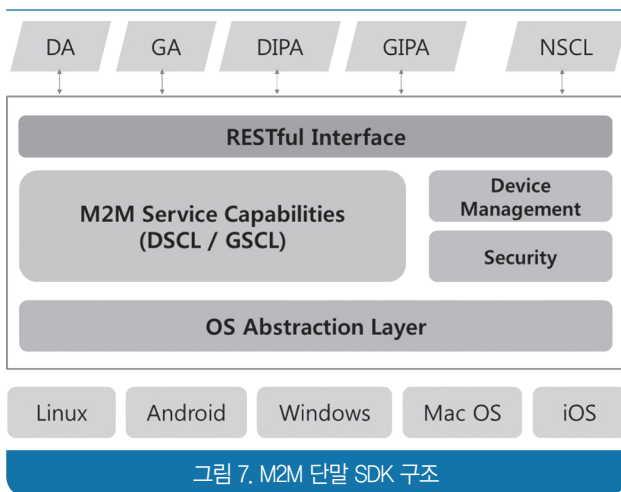 DA GA DIPA GIPA NSCL
RESTful Interface
M2M Service Capabilities
(DSCL / GSCL)
Device
Management
Security
OS Abstraction Layer
Linux Android Windows Mac OS iOS
그림 7. M2M 단말 SDK 구조